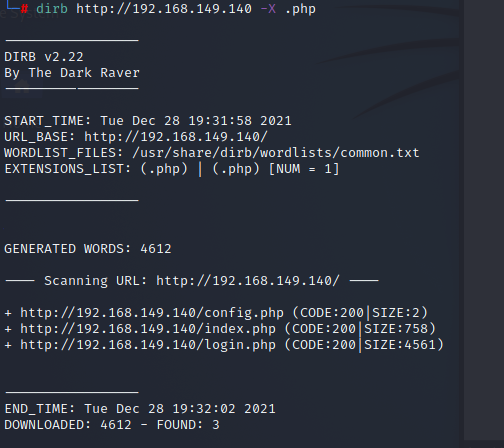 # dirb http://192.168.149.140 -X .php
-----------------
DIRB v2.22
By The Dark Raver
-----------------
START_TIME: Tue Dec 28 19:31:58 2021
URL_BASE: http://192.168.149.140/
WORDLIST_FILES: /usr/share/dirb/wordlists/common.txt
EXTENSIONS_LIST: (.php) | (.php) [NUM = 1]
-----------------
GENERATED WORDS: 4612
---- Scanning URL: http://192.168.149.140/ ----
+ http://192.168.149.140/config.php (CODE:200|SIZE:2)
+ http://192.168.149.140/index.php (CODE:200|SIZE:758)
+ http://192.168.149.140/login.php (CODE:200|SIZE:4561)
-----------------
END_TIME: Tue Dec 28 19:32:02 2021
DOWNLOADED: 4612 - FOUND: 3